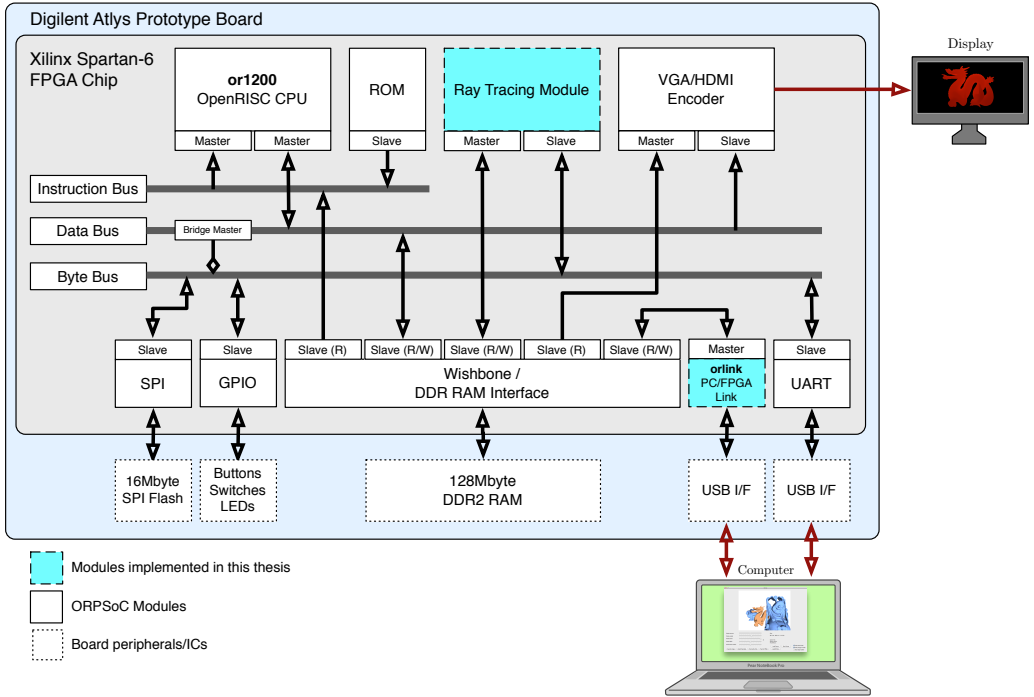 Digilent Atlys Prototype Board
Xilinx Spartan-6
FPGA Chip
or1200
OpenRISC CPU
Master
Master
ROM
Slave
Ray Tracing Module
Master
Slave
VGA/HDMI
Encoder
Master
Slave
Display
Instruction Bus
Data Bus
Bridge Master
Byte Bus
Slave
SPI
Slave
GPIO
Slave (R)
Slave (R/W)
Slave (R/W)
Slave (R)
Slave (R/W)
Wishbone /
DDR RAM Interface
Master
orlink
PC/FPGA
Link
Slave
UART
16Mbyte
SPI Flash
Buttons
Switches
LEDs
128Mbyte
DDR2 RAM
USB I/F
USB I/F
Modules implemented in this thesis
ORPSoC Modules
Board peripherals/ICs
Computer